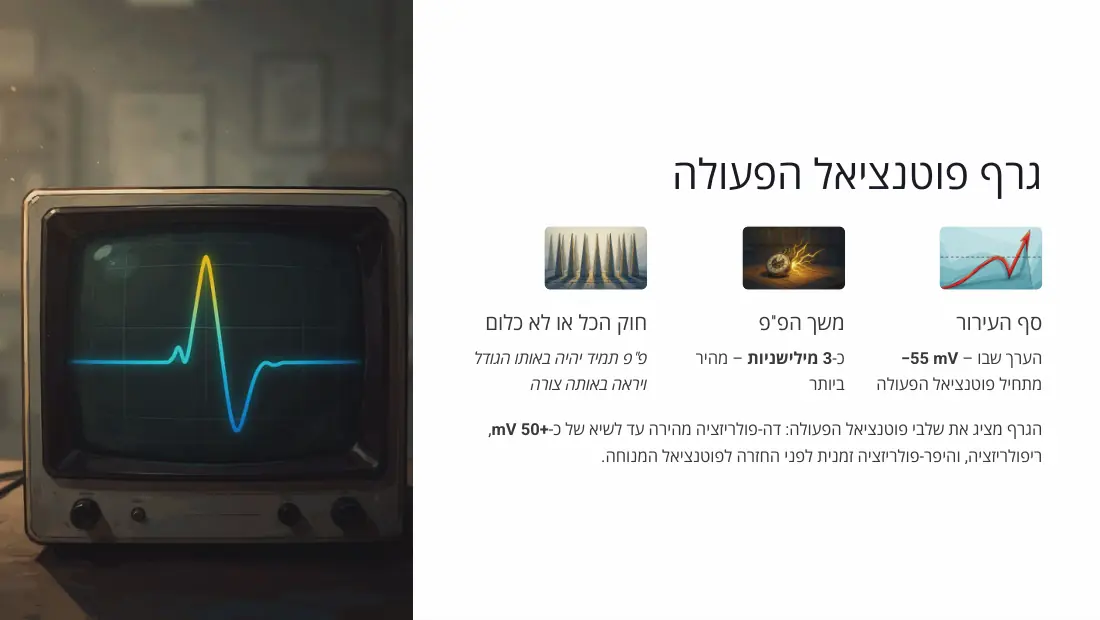 גרף פוטנציאל הפעולה
סף העירור
הערך שבו – 55 mV−
מתחיל פוטנציאל הפעולה
משך הפ"פ
כ-3 מילישניות – מהיר
ביותר
חוק הכל או לא כלום
פ"פ תמיד יהיה באותו הגודל
ויראה באותה צורה
הגרף מציג את שלבי פוטנציאל הפעולה: דה-פולריזציה מהירה עד לשיא של כ-+50 mV,
ריפולריזציה, והיפר-פולריזציה זמנית לפני החזרה לפוטנציאל המנוחה.